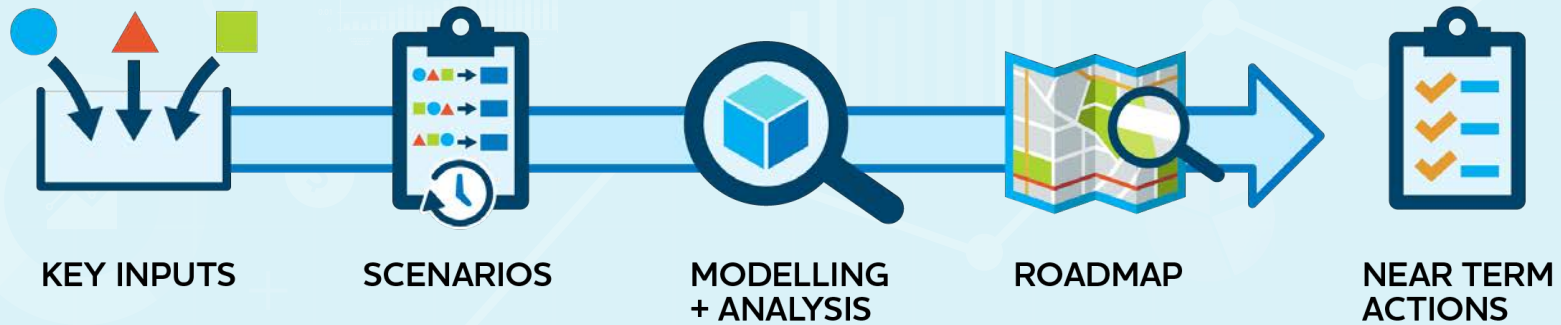 KEY INPUTS
SCENARIOS
MODELLING
+ ANALYSIS
ROADMAP
NEAR TERM
ACTIONS